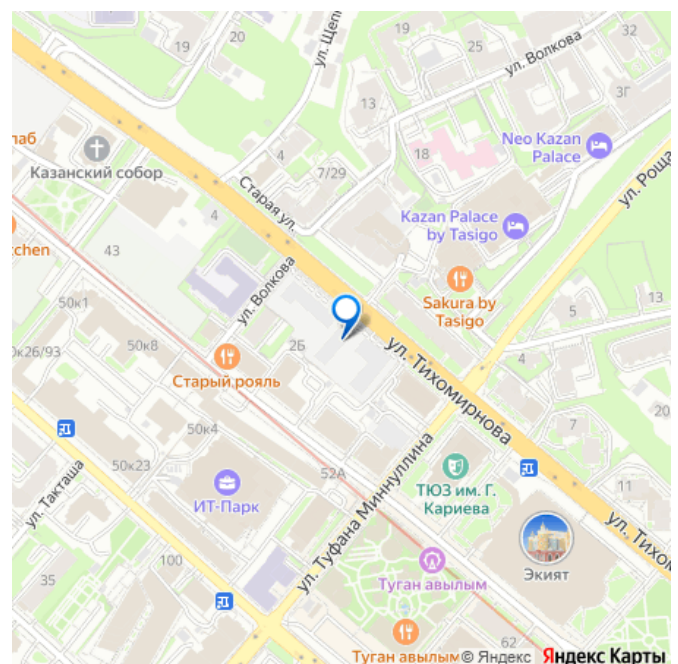 19
20
ул. Щеп
19
25
ул. Волкова
32
3Г
13
лаб
Казанский собор
4
7/29
18
Neo Kazan
Palace
Старая ул.
4
Kazan Palace
by Tasigo
ул. Роща
tchen
43
ул. Волкова
50к1
Sakura by
Tasigo
5
13
50к26/93
50к8
2Б
Старый рояль
ул. Тихомирнова
4
20
50к4
7
50к23
52А
ул. Такташа
ИТ-Парк
ул. Туфана Миннуллина
ТЮЗ им. Г.
Кариева
11
ул. Тихом
100
Экият
35
Туган авылым
62
Туган авылым
© Яндекс Яндекс Карты